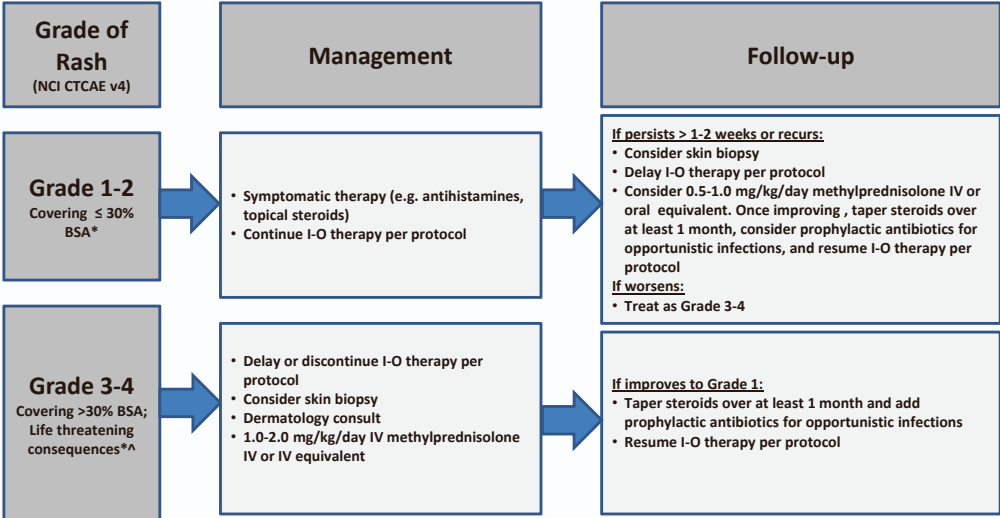 Grade of
Rash
(NCI CTCAE v4)
Management
Follow-up
Grade 1-2
Covering ≤ 30%
BSA*
• Symptomatic therapy (e.g. antihistamines,
topical steroids)
• Continue I-O therapy per protocol
If persists > 1-2 weeks or recurs:
• Consider skin biopsy
• Delay I-O therapy per protocol
• Consider 0.5-1.0 mg/kg/day methylprednisolone IV or
oral equivalent. Once improving , taper steroids over
at least 1 month, consider prophylactic antibiotics for
opportunistic infections, and resume I-O therapy per
protocol
If worsens:
• Treat as Grade 3-4
Grade 3-4
Covering >30% BSA;
Life threatening
consequences*^
• Delay or discontinue I-O therapy per
protocol
• Consider skin biopsy
• Dermatology consult
• 1.0-2.0 mg/kg/day IV methylprednisolone
IV or IV equivalent
If improves to Grade 1:
• Taper steroids over at least 1 month and add
prophylactic antibiotics for opportunistic infections
• Resume I-O therapy per protocol